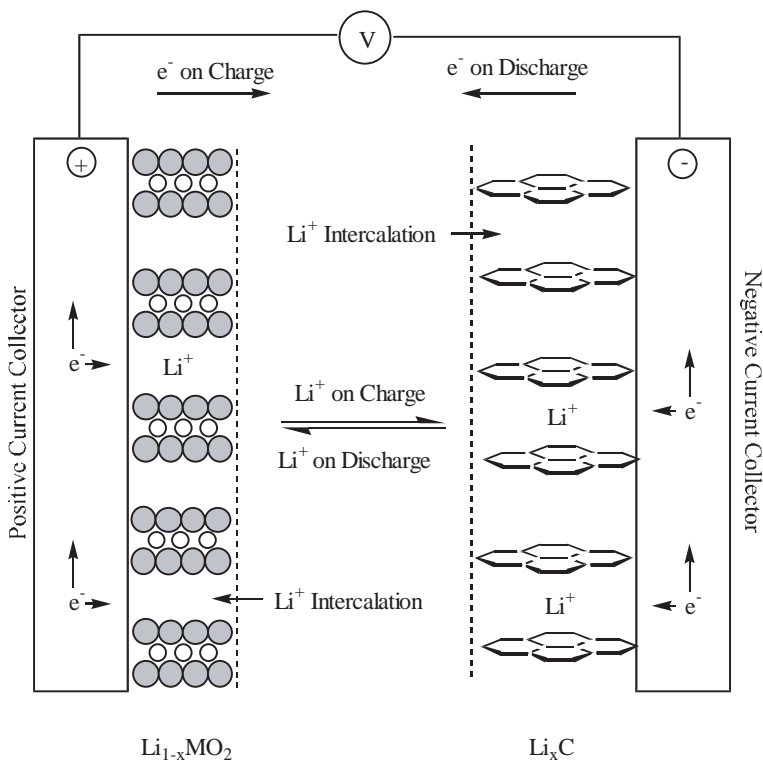 V
e⁻ on Charge
e⁻ on Discharge
+
-
Li⁺ Intercalation
Positive Current Collector
Negative Current Collector
e⁻
Li⁺
Li⁺ on Charge
Li⁺ on Discharge
Li⁺
e⁻
e⁻
Li⁺ Intercalation
Li⁺
e⁻
Li₁₋ₓMO₂
LiₓC